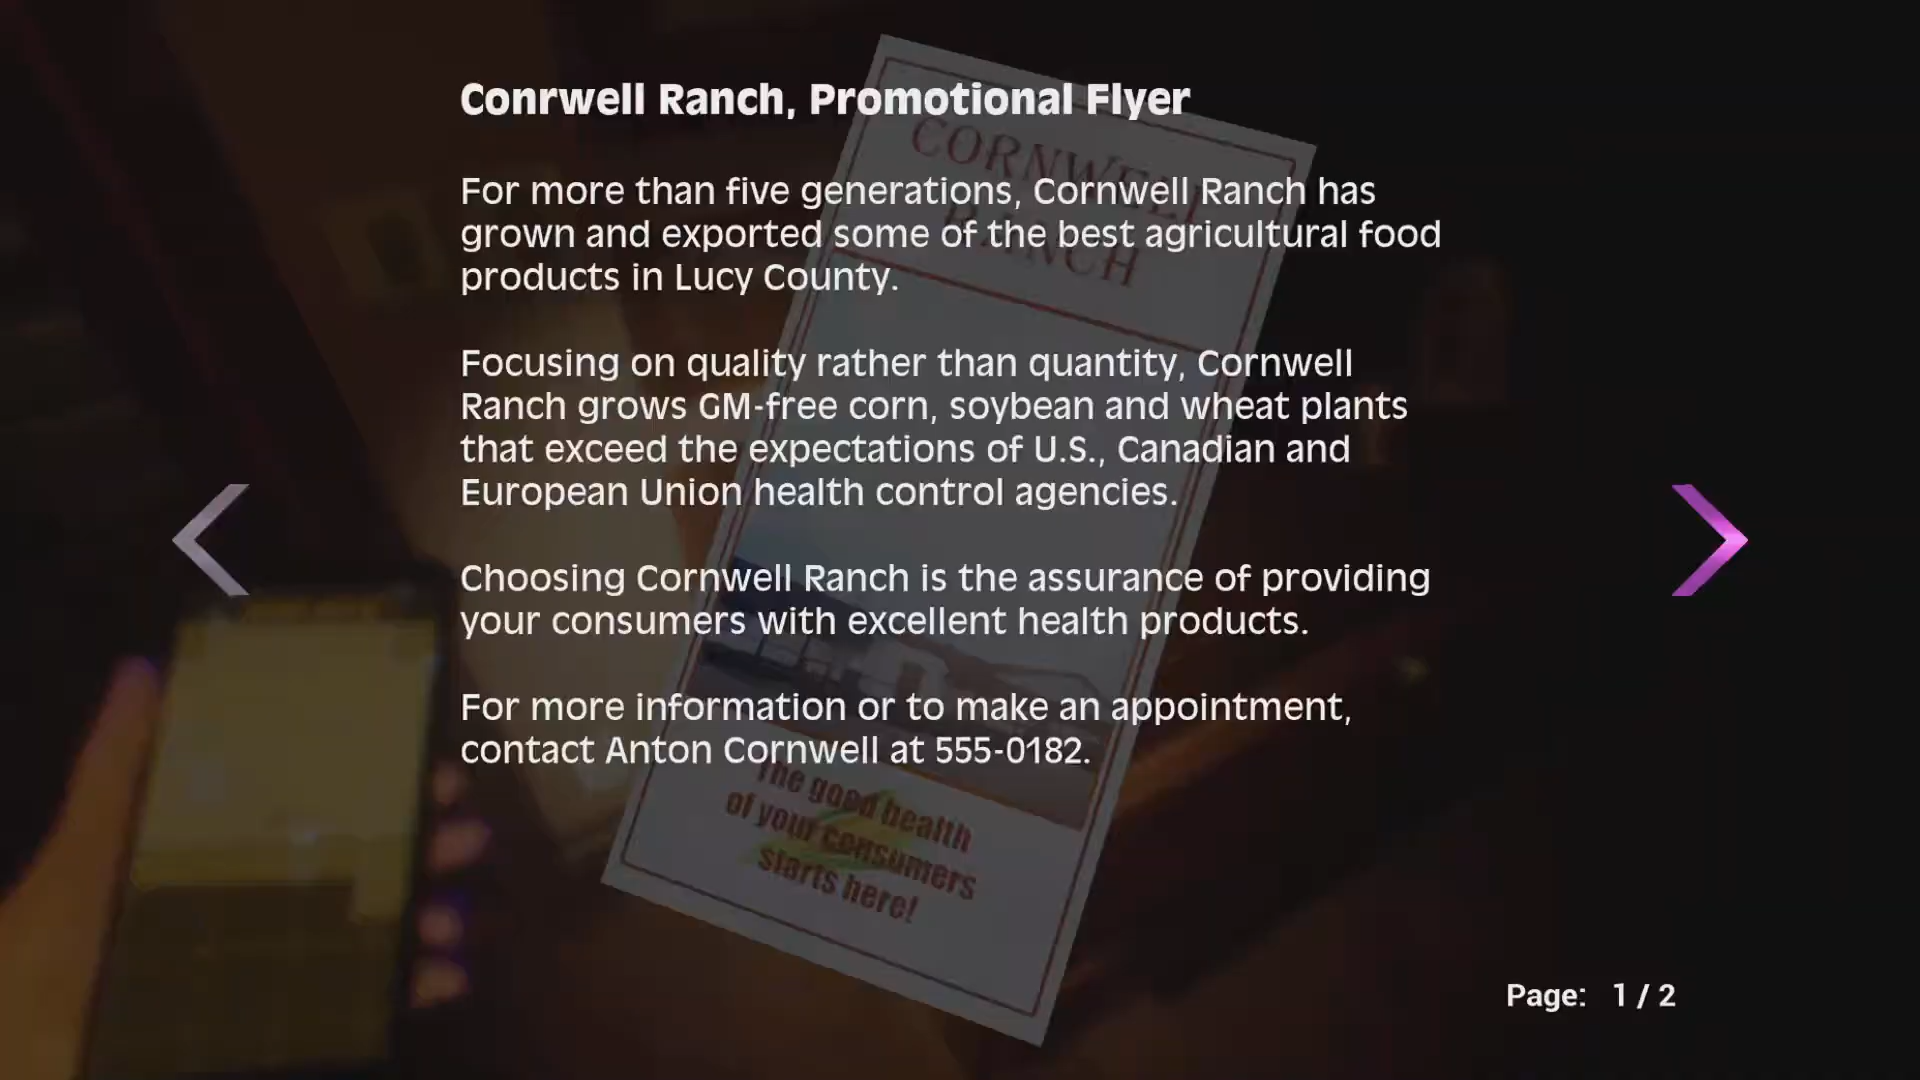 Conrwell Ranch, Promotional Flyer
For more than five generations, Cornwell Ranch has
grown and exported some of the best agricultural food
products in Lucy County.
Focusing on quality rather than quantity, Cornwell
Ranch grows GM-free corn, soybean and wheat plants
that exceed the expectations of U.S., Canadian and
European Union health control agencies.
Choosing Cornwell Ranch is the assurance of providing
your consumers with excellent health products.
For more information or to make an appointment,
contact Anton Cornwell at 555-0182.
CORNWELL
RANCH
The good health
of your consumers
starts here!
Page: 1 / 2